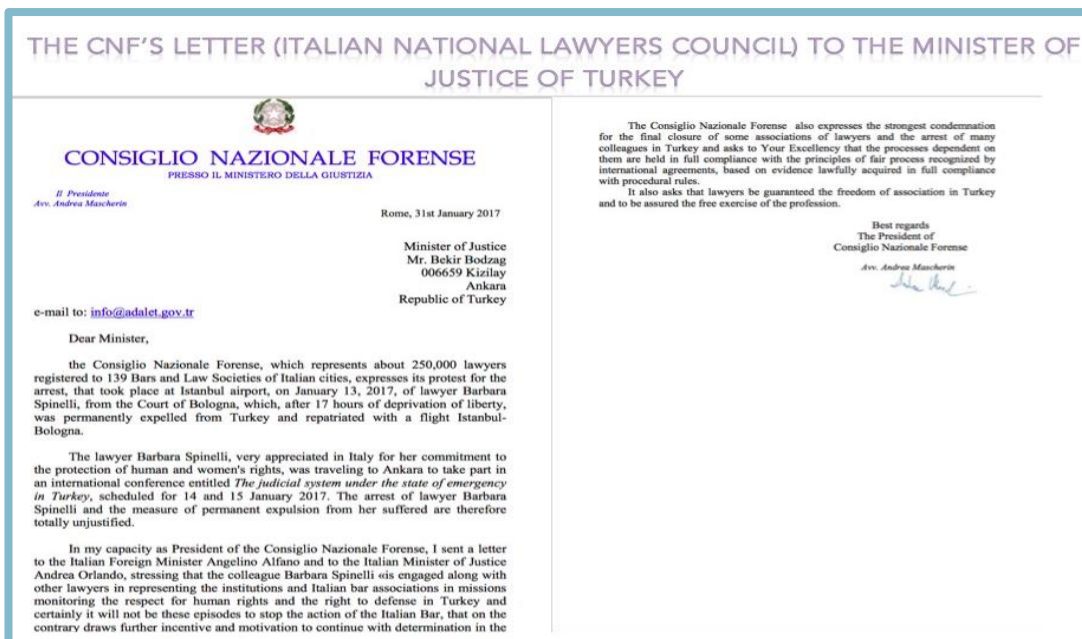 THE CNF'S LETTER (ITALIAN NATIONAL LAWYERS COUNCIL) TO THE MINISTER OF
JUSTICE OF TURKEY
CONSIGLIO NAZIONALE FORENSE
PRESSO IL MINISTERO DELLA GIUSTIZIA
Il Presidente
Avv. Andrea Mascherin
Rome, 31st January 2017
Minister of Justice
Mr. Bekir Bodzag
006659 Kizilay
Ankara
Republic of Turkey
e-mail to: info@adalet.gov.tr
Dear Minister,
the Consiglio Nazionale Forense, which represents about 250,000 lawyers
registered to 139 Bars and Law Societies of Italian cities, expresses its protest for the
arrest, that took place at Istanbul airport, on January 13, 2017, of lawyer Barbara
Spinelli, from the Court of Bologna, which, after 17 hours of deprivation of liberty,
was permanently expelled from Turkey and repatriated with a flight Istanbul-
Bologna.
The lawyer Barbara Spinelli, very appreciated in Italy for her commitment to
the protection of human and women's rights, was traveling to Ankara to take part in
an international conference entitled The judicial system under the state of emergency
in Turkey, scheduled for 14 and 15 January 2017. The arrest of lawyer Barbara
Spinelli and the measure of permanent expulsion from her suffered are therefore
totally unjustified.
In my capacity as President of the Consiglio Nazionale Forense, I sent a letter
to the Italian Foreign Minister Angelino Alfano and to the Italian Minister of Justice
Andrea Orlando, stressing that the colleague Barbara Spinelli «is engaged along with
other lawyers in representing the institutions and Italian bar associations in missions
monitoring the respect for human rights and the right to defense in Turkey and
certainly it will not be these episodes to stop the action of the Italian Bar, that on the
contrary draws further incentive and motivation to continue with determination in the
The Consiglio Nazionale Forense also expresses the strongest condemnation
for the final closure of some associations of lawyers and the arrest of many
colleagues in Turkey and asks to Your Excellency that the processes dependent on
them are held in full compliance with the principles of fair process recognized by
international agreements, based on evidence lawfully acquired in full compliance
with procedural rules.
It also asks that lawyers be guaranteed the freedom of association in Turkey
and to be assured the free exercise of the profession.
Best regards
The President of
Consiglio Nazionale Forense
Avv. Andrea Mascherin